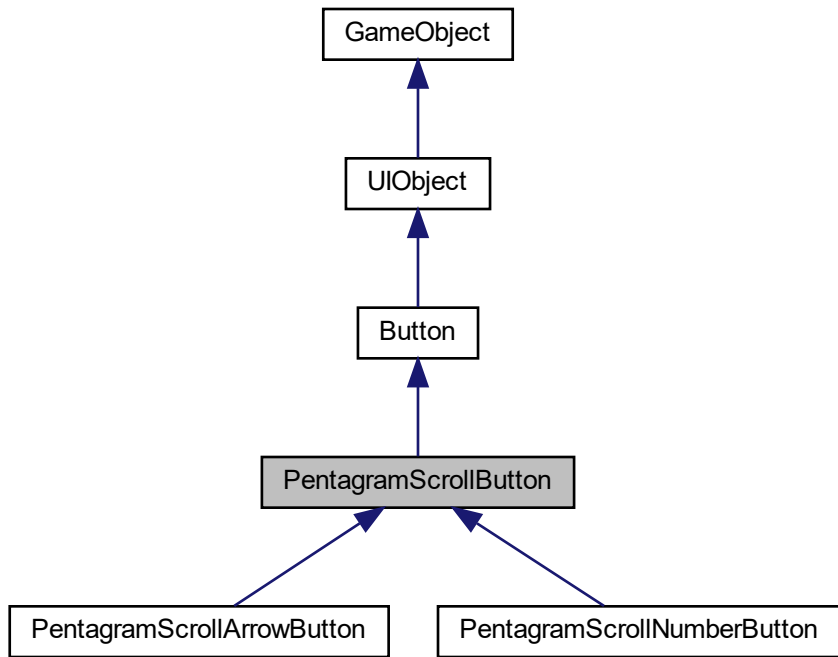 GameObject
UIObject
Button
PentagramScrollButton
PentagramScrollArrowButton
PentagramScrollNumberButton